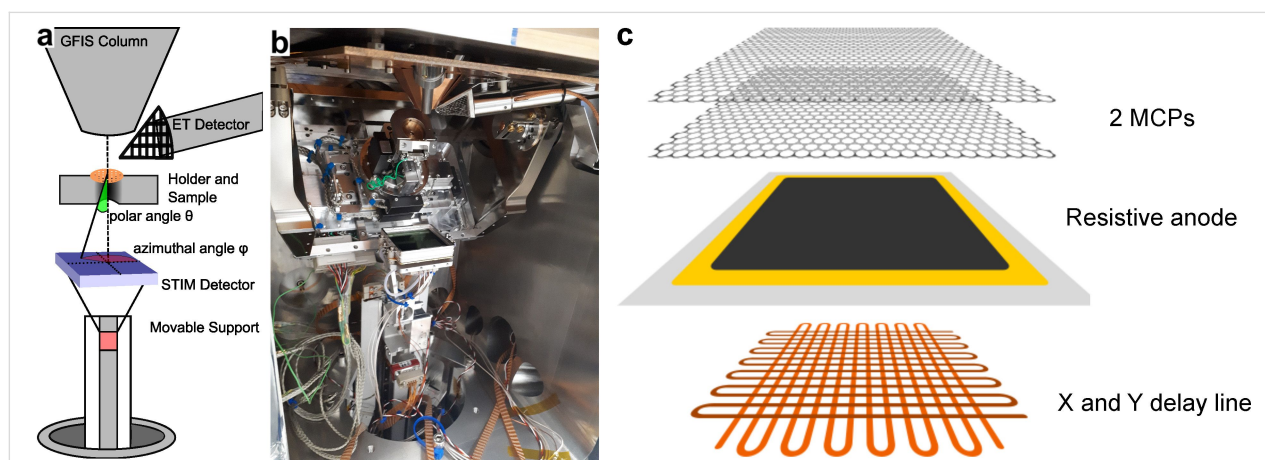 a
GFIS Column
ET Detector
Holder and
Sample
polar angle θ
azimuthal angle φ
STIM Detector
Movable Support
b
c
2 MCPs
Resistive anode
X and Y delay line